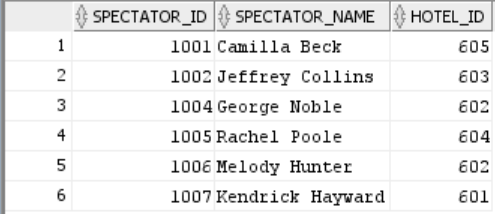 SPECTATOR_ID SPECTATOR_NAME HOTEL_ID
1 1001 Camilla Beck 605
2 1002 Jeffrey Collins 603
3 1004 George Noble 602
4 1005 Rachel Poole 604
5 1006 Melody Hunter 602
6 1007 Kendrick Hayward 601